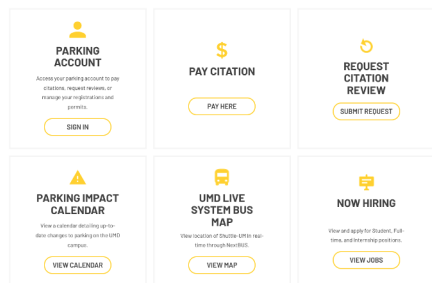 PARKING
ACCOUNT
Access your parking account to pay
citations, request reviews, or
manage your registrations and
permits.
SIGN IN
$
PAY CITATION
PAY HERE
REQUEST
CITATION
REVIEW
SUBMIT REQUEST
PARKING IMPACT
CALENDAR
View a calendar detailing up-to-
date changes to parking on the UMD
campus.
VIEW CALENDAR
UMD LIVE
SYSTEM BUS
MAP
View location of Shuttle-UM in real-
time through NextBUS.
VIEW MAP
NOW HIRING
View and apply for Student, Full-
time, and Internship positions.
VIEW JOBS